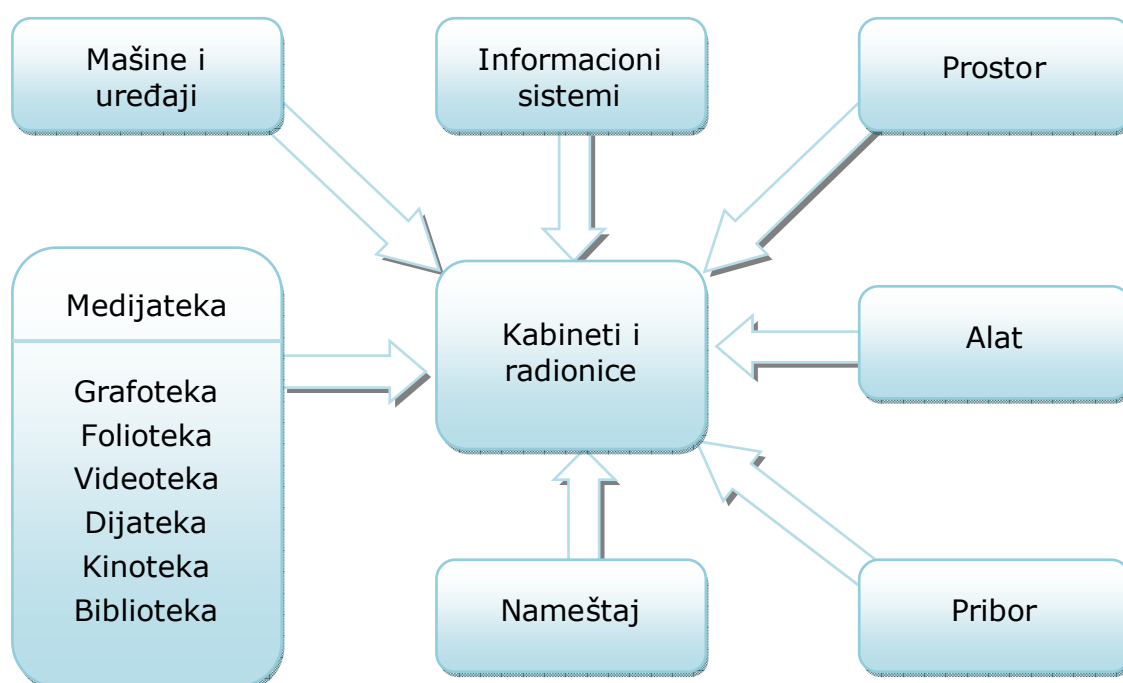 Mašine i
uređaji
Informacioni
sistemi
Prostor
Medijateka
Grafoteka
Folioteka
Videoteka
Dijateka
Kinoteka
Biblioteka
Kabineti i
radionice
Alat
Nameštaj
Pribor